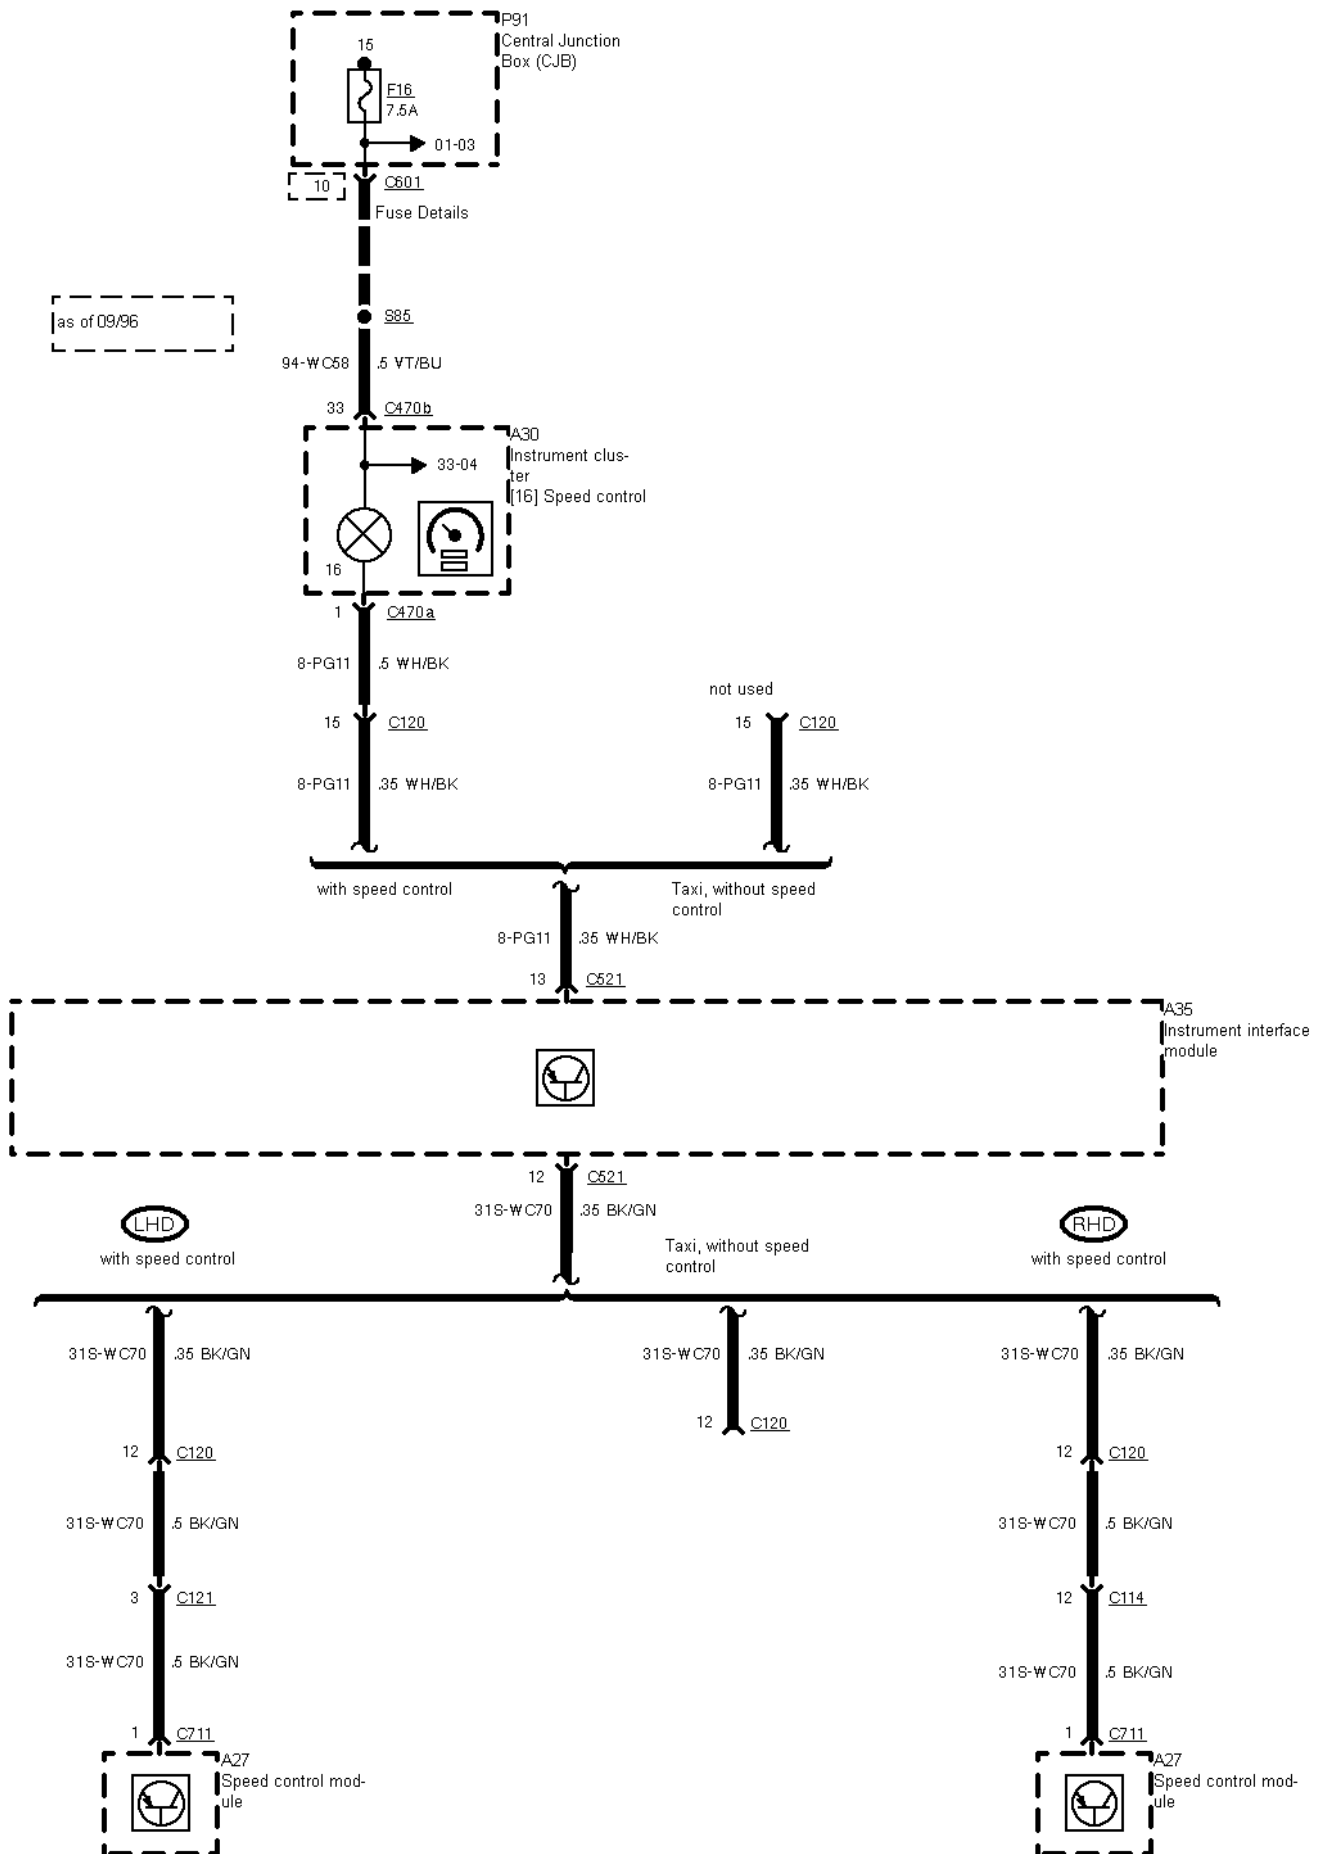 P91
Central Junction
Box (CJB)
15
F16
7.5A
01-03
10
C601
Fuse Details
as of 09/96
S85
94-WC58
.5 VT/BU
33
C470b
A30
Instrument clus-
ter
[16] Speed control
33-04
16
1
C470a
8-PG11
.5 WH/BK
not used
15
C120
15
C120
8-PG11
.35 WH/BK
8-PG11
.35 WH/BK
with speed control
Taxi, without speed
control
8-PG11
.35 WH/BK
13
C521
A35
Instrument interface
module
12
C521
31S-WC70
.35 BK/GN
LHD
with speed control
Taxi, without speed
control
RHD
with speed control
31S-WC70
.35 BK/GN
31S-WC70
.35 BK/GN
31S-WC70
.35 BK/GN
12
C120
12
C120
12
C120
31S-WC70
.5 BK/GN
31S-WC70
.5 BK/GN
3
C121
12
C114
31S-WC70
.5 BK/GN
31S-WC70
.5 BK/GN
1
C711
1
C711
A27
Speed control mod-
ule
A27
Speed control mod-
ule